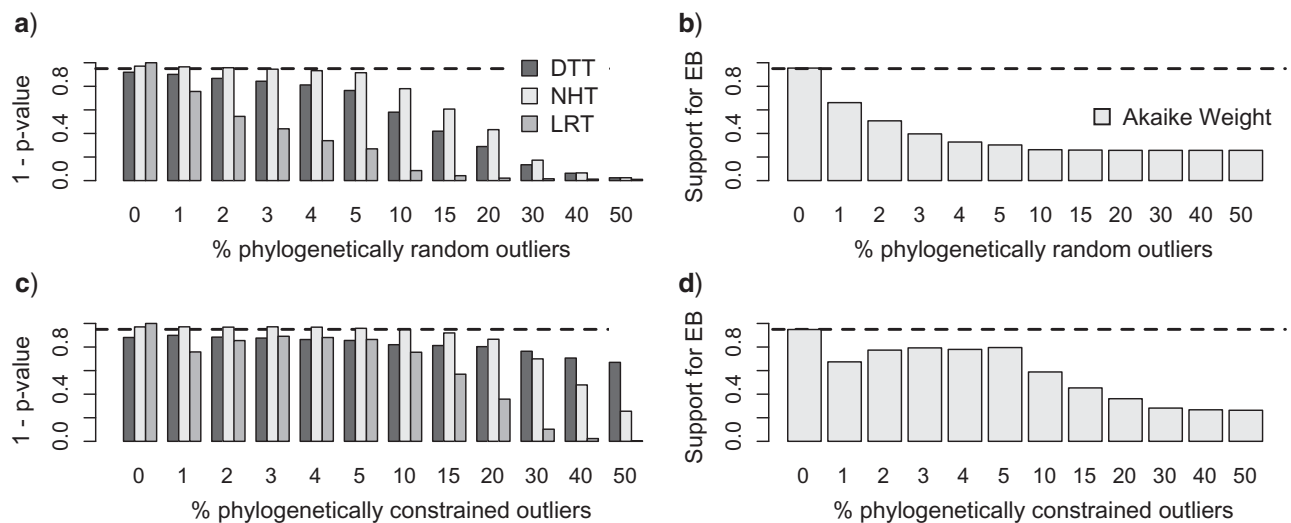 a)
1 - p-value
0.0 0.4 0.8
DTT
NHT
LRT
0 1 2 3 4 5 10 15 20 30 40 50
% phylogenetically random outliers
b)
Support for EB
0.0 0.4 0.8
Akaike Weight
0 1 2 3 4 5 10 15 20 30 40 50
% phylogenetically random outliers
c)
1 - p-value
0.0 0.4 0.8
0 1 2 3 4 5 10 15 20 30 40 50
% phylogenetically constrained outliers
d)
Support for EB
0.0 0.4 0.8
0 1 2 3 4 5 10 15 20 30 40 50
% phylogenetically constrained outliers